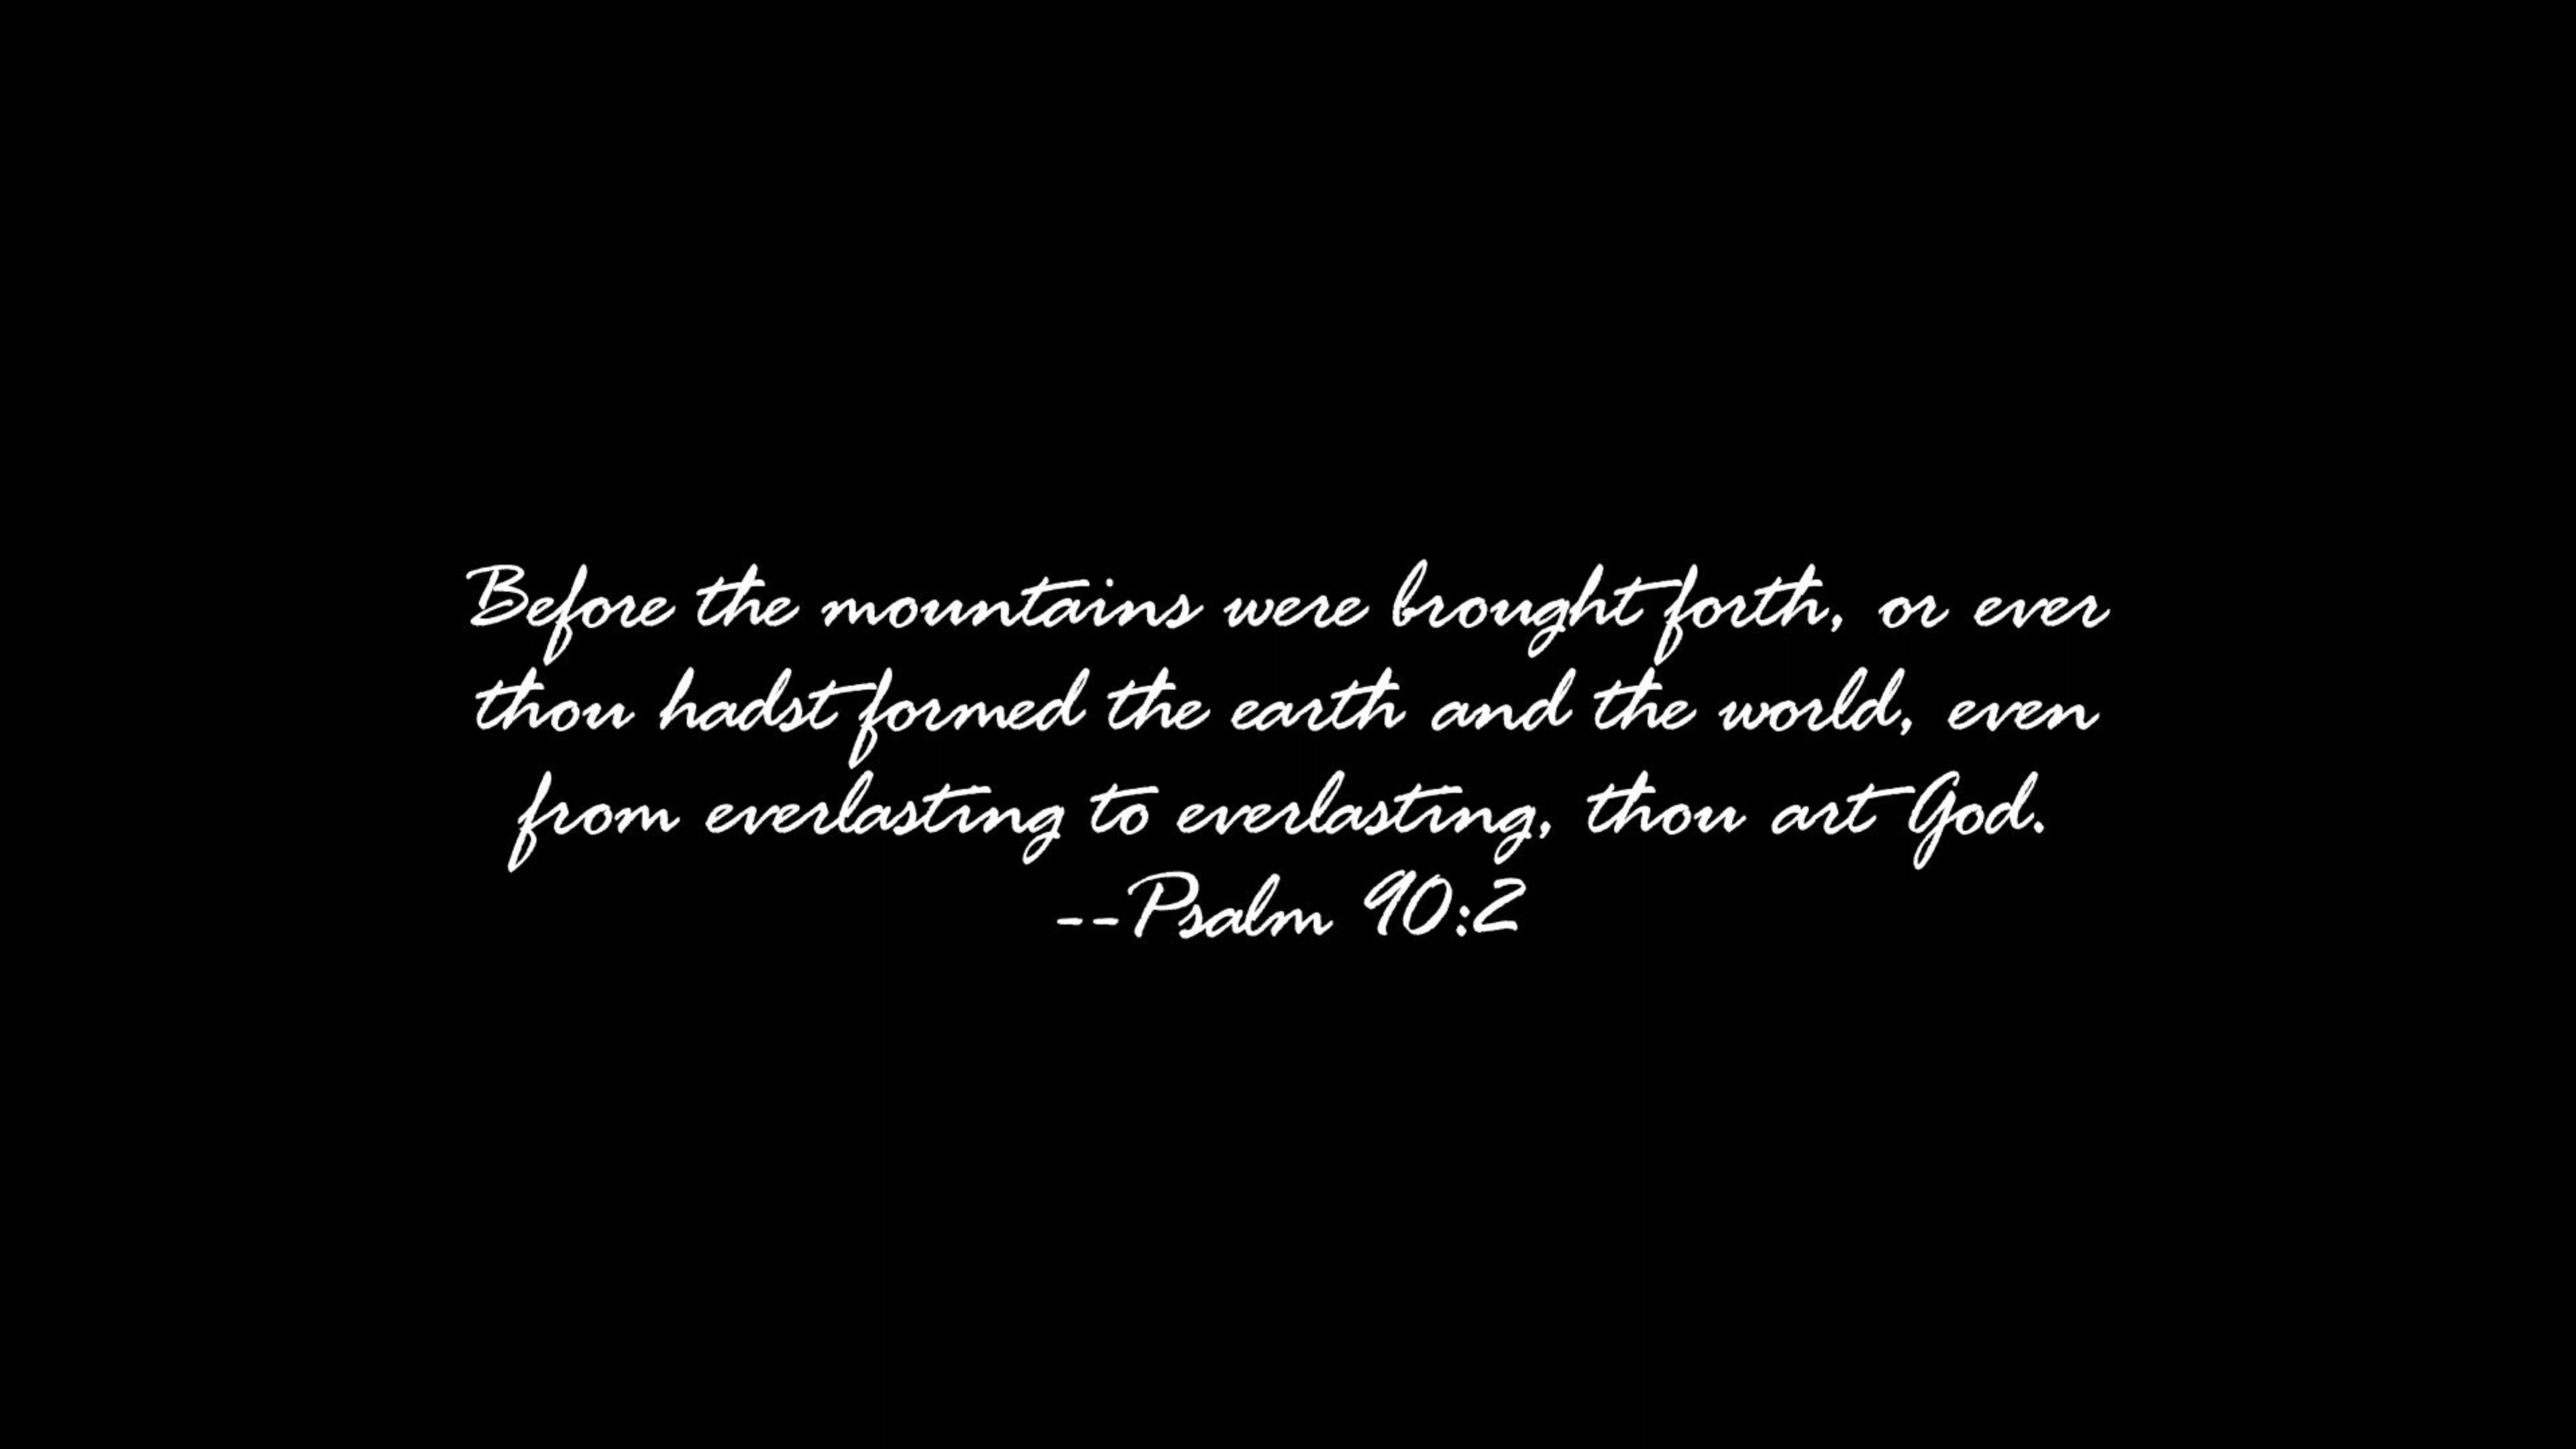 Before the mountains were brought forth, or ever
thou hadst formed the earth and the world, even
from everlasting to everlasting, thou art God.
--Psalm 90:2